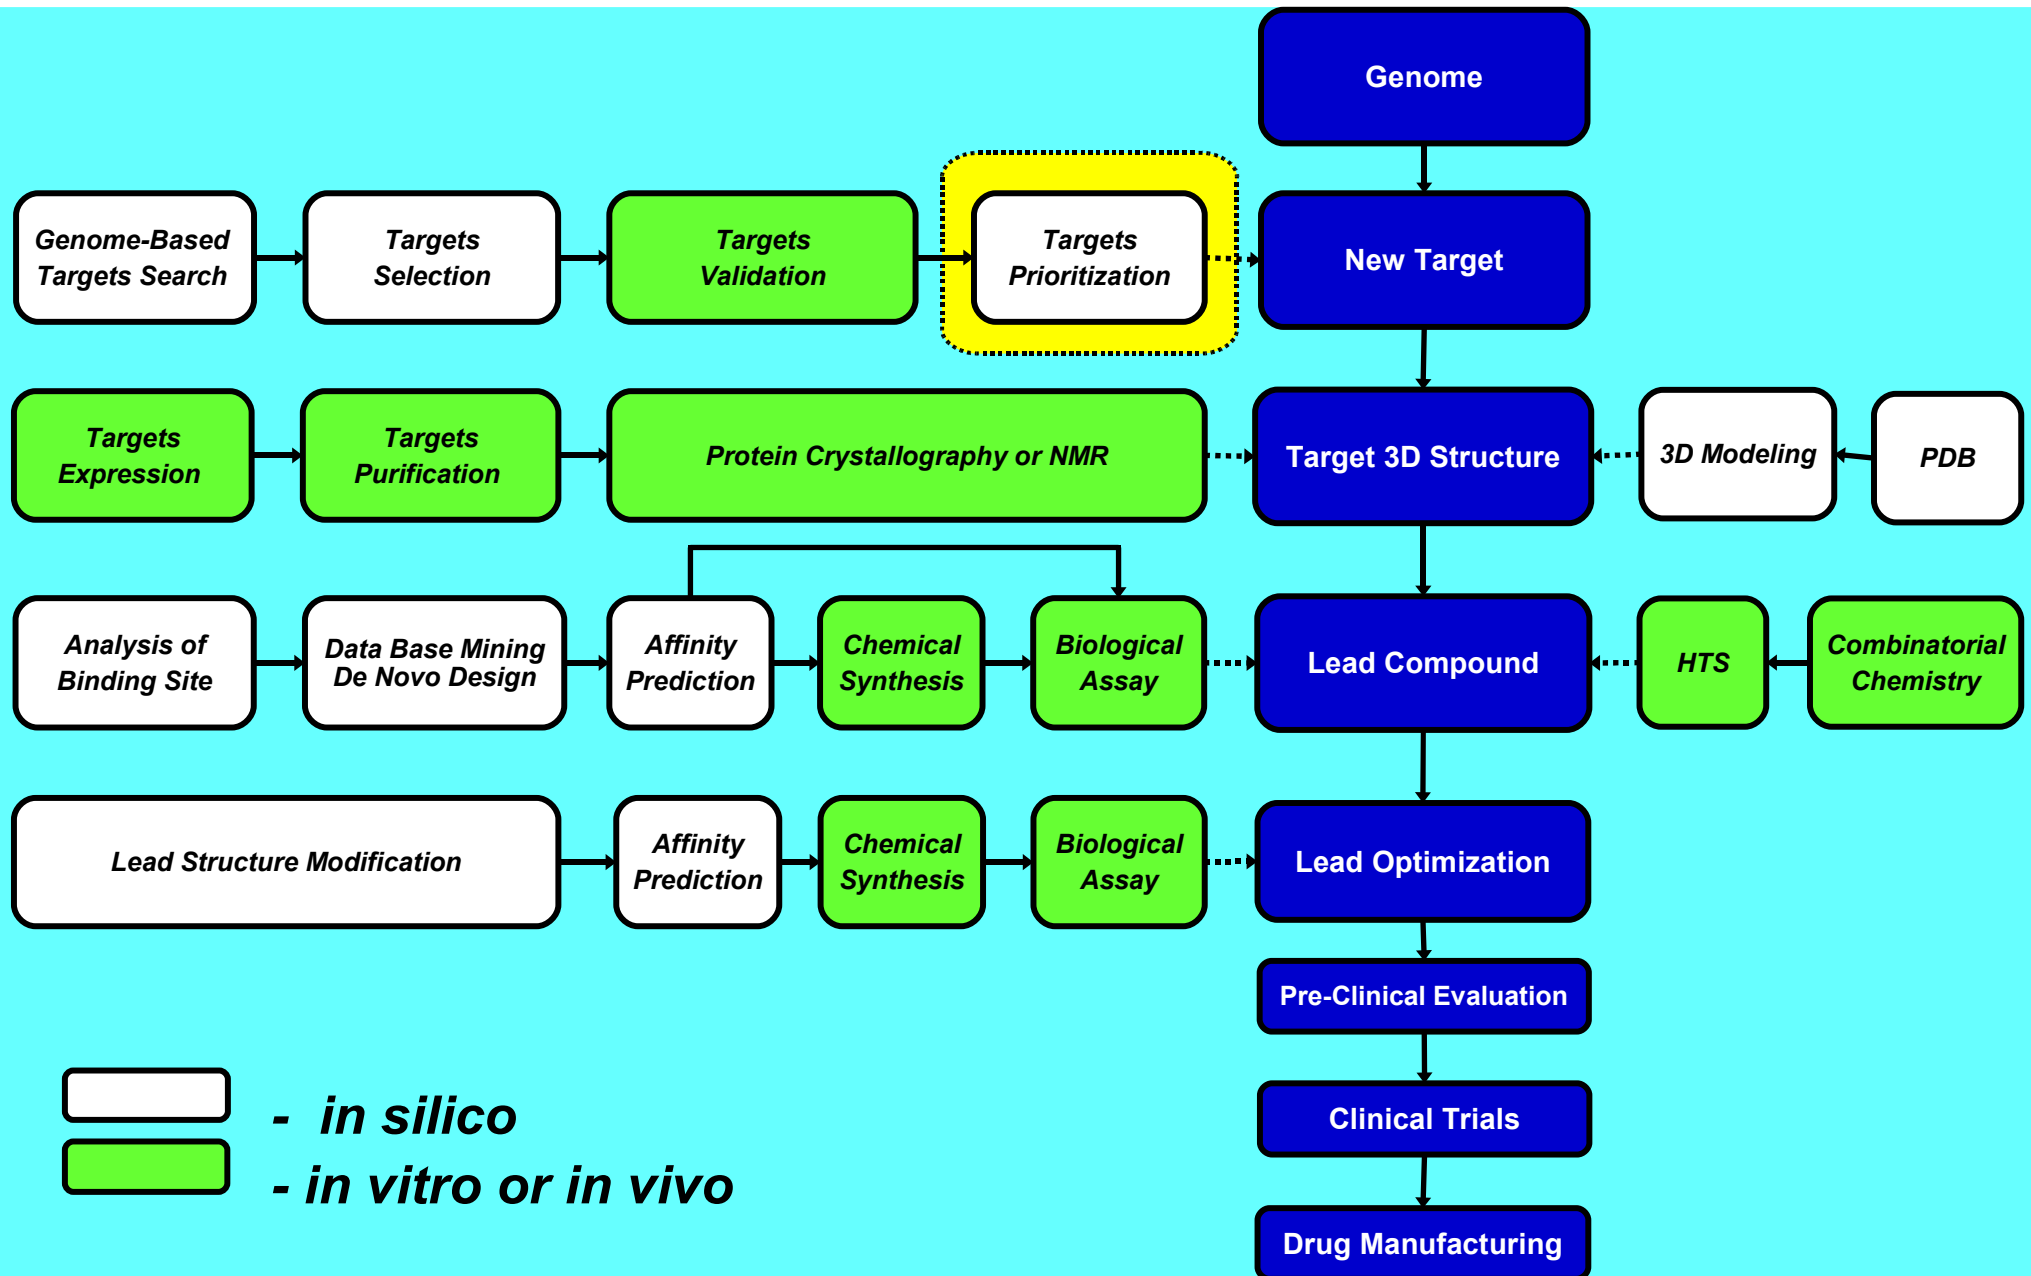 Genome
Genome-Based
Targets Search
Targets
Selection
Targets
Validation
Targets
Prioritization
New Target
Targets
Expression
Targets
Purification
Protein Crystallography or NMR
Target 3D Structure
3D Modeling
PDB
Analysis of
Binding Site
Data Base Mining
De Novo Design
Affinity
Prediction
Chemical
Synthesis
Biological
Assay
Lead Compound
HTS
Combinatorial
Chemistry
Lead Structure Modification
Affinity
Prediction
Chemical
Synthesis
Biological
Assay
Lead Optimization
Pre-Clinical Evaluation
Clinical Trials
Drug Manufacturing
- in silico
- in vitro or in vivo